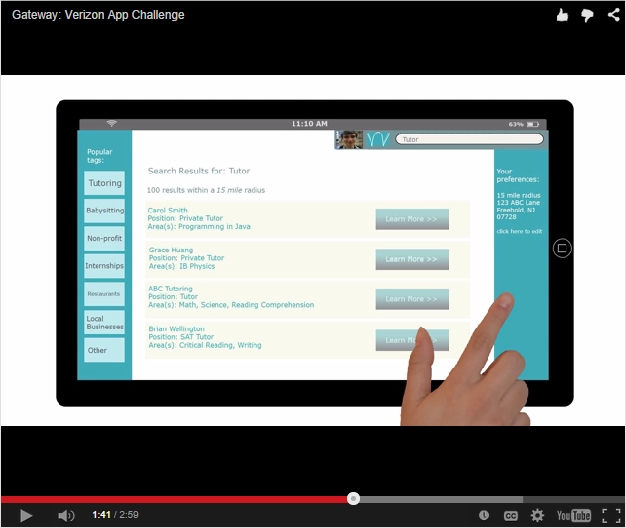 Gateway: Verizon App Challenge
11:10 AM
63%
Tutor
Popular
tags:
Tutoring
Babysitting
Non-profit
Internships
Restaurants
Local
Businesses
Other
Search Results for: Tutor
100 results within a 15 mile radius
Carol Smith
Position: Private Tutor
Area(s): Programming in Java
Learn More >>
Grace Huang
Position: Private Tutor
Area(s): IB Physics
Learn More >>
ABC Tutoring
Position: Tutor
Area(s): Math, Science, Reading Comprehension
Learn More >>
Brian Wellington
Position: SAT Tutor
Area(s): Critical Reading, Writing
Learn >>
Your
preferences:
15 mile radius
123 ABC Lane
Freehold, NJ
07728
click here to edit
1:41 / 2:59
CC
YouTube